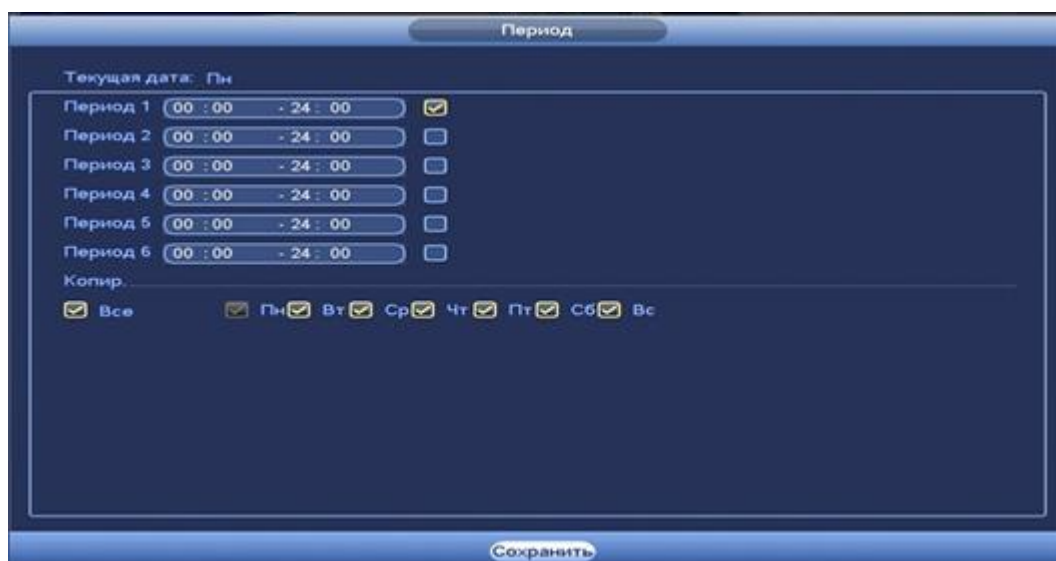 Период
Текущая дата: Пн
Период 1 00 : 00 - 24 : 00
Период 2 00 : 00 - 24 : 00
Период 3 00 : 00 - 24 : 00
Период 4 00 : 00 - 24 : 00
Период 5 00 : 00 - 24 : 00
Период 6 00 : 00 - 24 : 00
Копир.
Все Пн Вт Ср Чт Пт Сб Вс
Сохранить